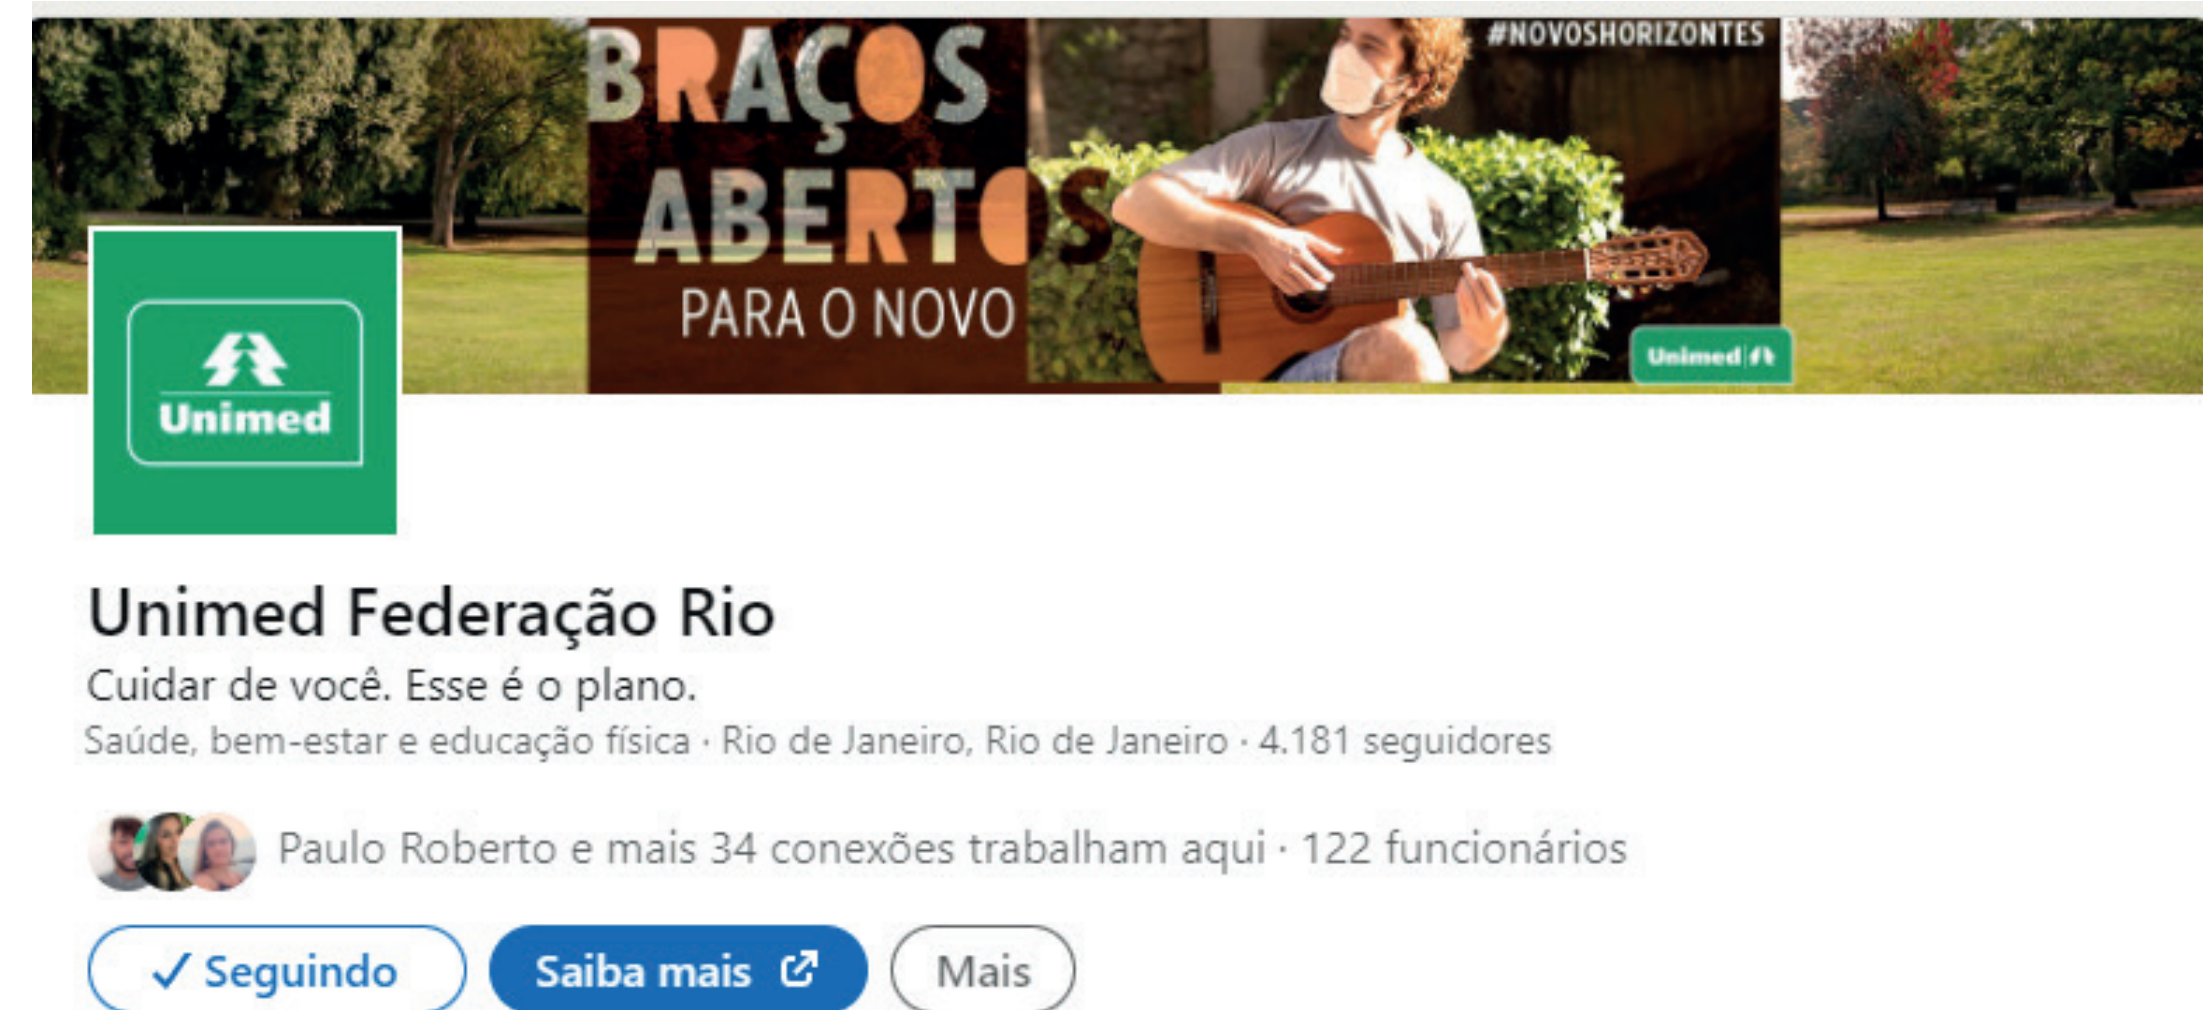 #NOVOSHORIZONTES
BRAÇOS
ABERTOS
PARA O NOVO
Unimed
Unimed
Unimed Federação Rio
Cuidar de você. Esse é o plano.
Saúde, bem-estar e educação física · Rio de Janeiro, Rio de Janeiro · 4.181 seguidores
Paulo Roberto e mais 34 conexões trabalham aqui · 122 funcionários
✓ Seguindo
Saiba mais
Mais